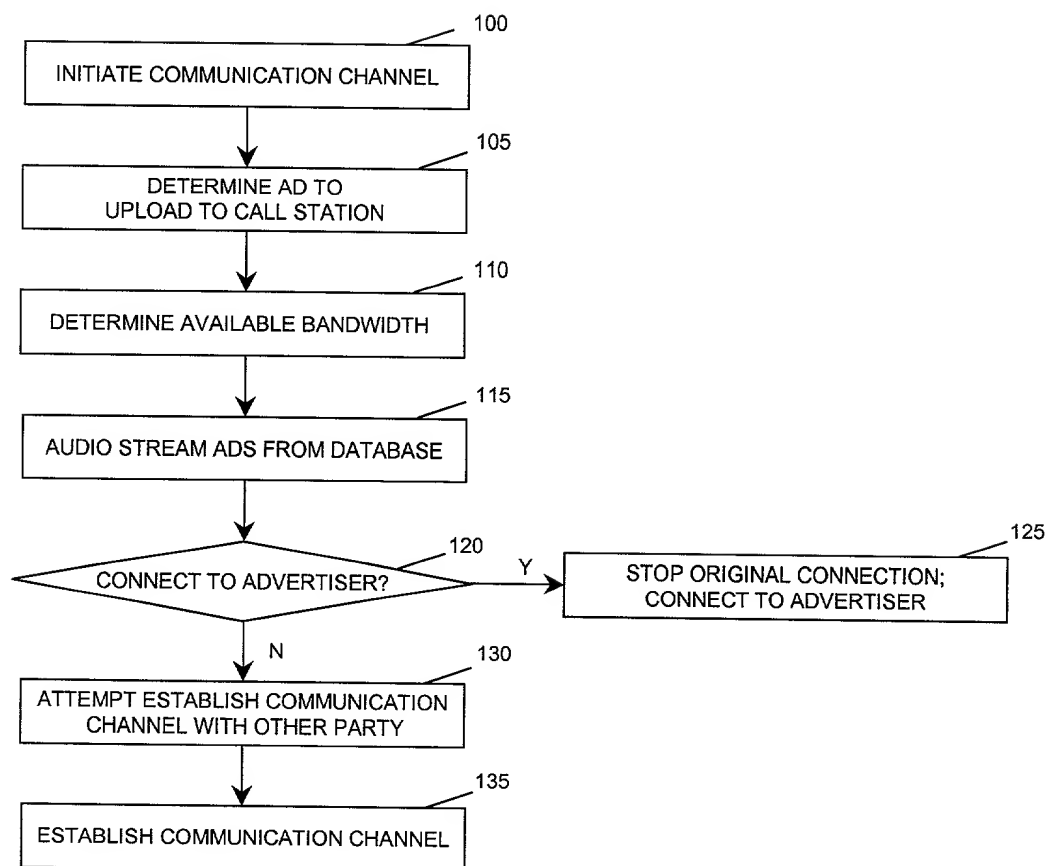 100
INITIATE COMMUNICATION CHANNEL
105
DETERMINE AD TO
UPLOAD TO CALL STATION
110
DETERMINE AVAILABLE BANDWIDTH
115
AUDIO STREAM ADS FROM DATABASE
120
CONNECT TO ADVERTISER?
Y
125
STOP ORIGINAL CONNECTION;
CONNECT TO ADVERTISER
N
130
ATTEMPT ESTABLISH COMMUNICATION
CHANNEL WITH OTHER PARTY
135
ESTABLISH COMMUNICATION CHANNEL